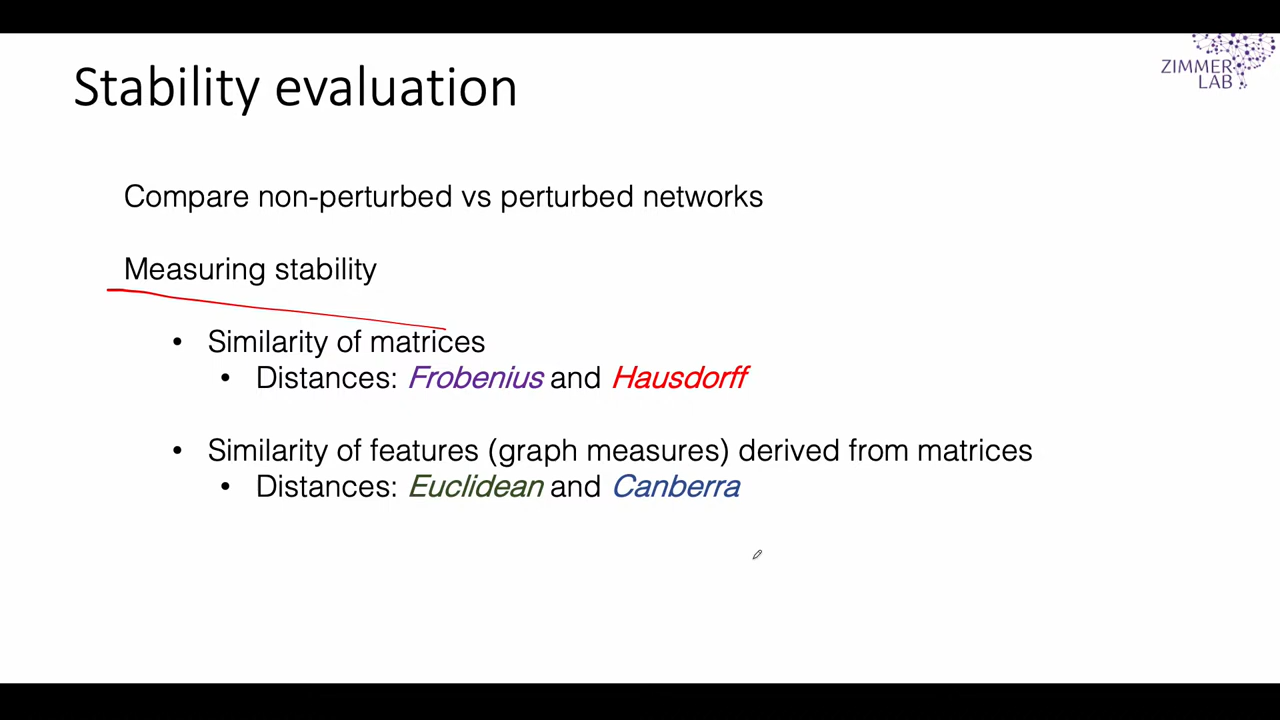 Stability evaluation
ZIMMER
LAB
Compare non-perturbed vs perturbed networks
Measuring stability
• Similarity of matrices
• Distances: Frobenius and Hausdorff
• Similarity of features (graph measures) derived from matrices
• Distances: Euclidean and Canberra